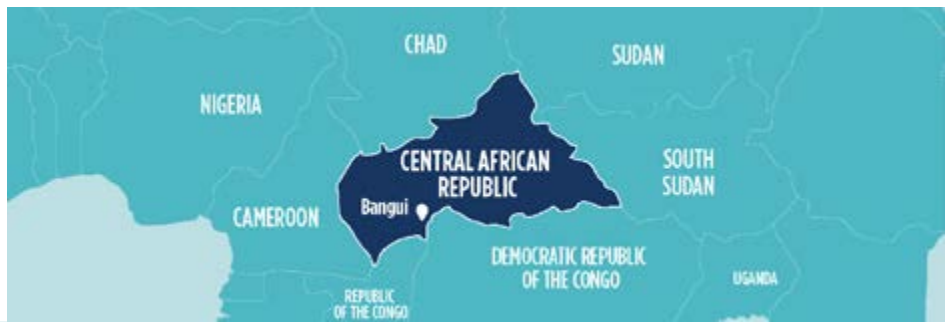 CHAD
SUDAN
NIGERIA
CENTRAL AFRICAN
REPUBLIC
SOUTH
SUDAN
Bangui
CAMEROON
DEMOCRATIC REPUBLIC
OF THE CONGO
UGANDA
REPUBLIC
OF THE CONGO